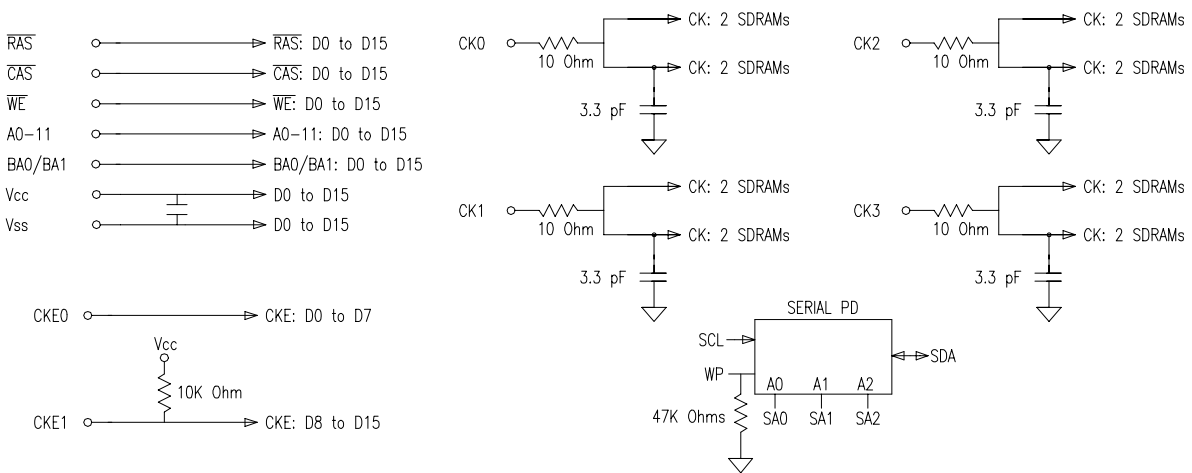 RAS RAS: D0 to D15
CAS CAS: D0 to D15
WE WE: D0 to D15
A0-11 A0-11: D0 to D15
BA0/BA1 BA0/BA1: D0 to D15
Vcc D0 to D15
Vss D0 to D15
CKE0 CKE: D0 to D7
Vcc
10K Ohm
CKE1 CKE: D8 to D15
CK: 2 SDRAMs
CK0
10 Ohm
CK: 2 SDRAMs
3.3 pF
CK: 2 SDRAMs
CK1
10 Ohm
CK: 2 SDRAMs
3.3 pF
CK: 2 SDRAMs
CK2
10 Ohm
CK: 2 SDRAMs
3.3 pF
CK: 2 SDRAMs
CK3
10 Ohm
CK: 2 SDRAMs
3.3 pF
SERIAL PD
SCL
SDA
WP
A0 A1 A2
47K Ohms
SA0 SA1 SA2